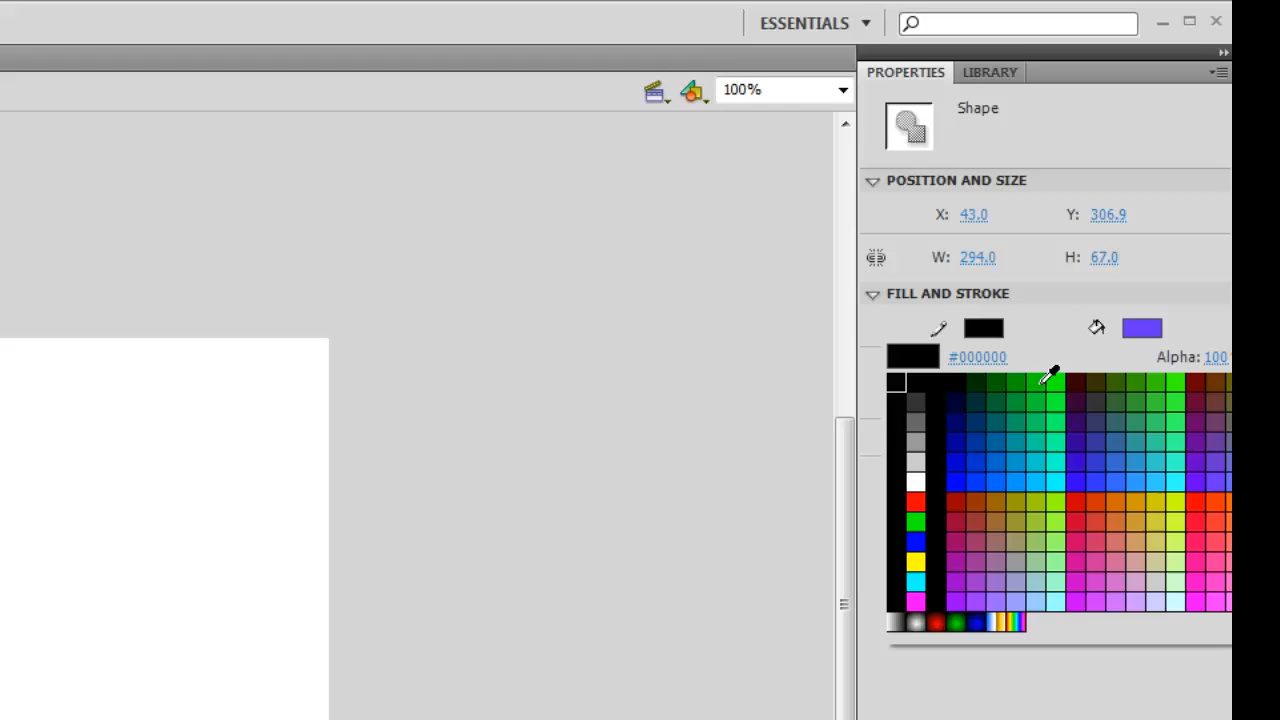 ESSENTIALS
100%
PROPERTIES LIBRARY
Shape
POSITION AND SIZE
X: 43.0 Y: 306.9
W: 294.0 H: 67.0
FILL AND STROKE
#000000 Alpha: 100